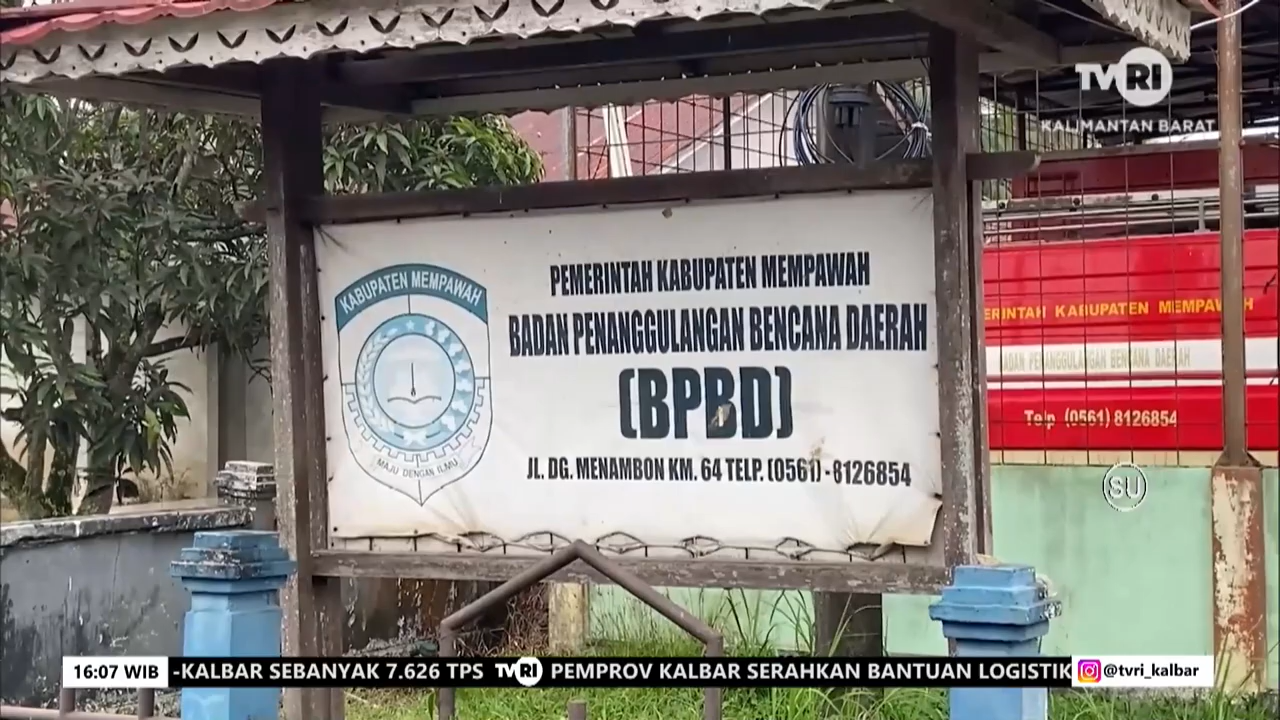 TVRI
KALIMANTAN BARAT
KABUPATEN MEMPAWAH
MAJU DENGAN ILMU
PEMERINTAH KABUPATEN MEMPAWAH
BADAN PENANGGULANGAN BENCANA DAERAH
(BPBD)
JL. DG. MENAMBON KM. 64 TELP. (0561) - 8126854
ERINTAH KABUPATEN MEMPAWAH
BADAN PENANGGULANGAN BENCANA DAERAH
Telp (0561) 8126854
SU
16:07 WIB -KALBAR SEBANYAK 7.626 TPS TVRI PEMPROV KALBAR SERAHKAN BANTUAN LOGISTIK @tvri_kalbar